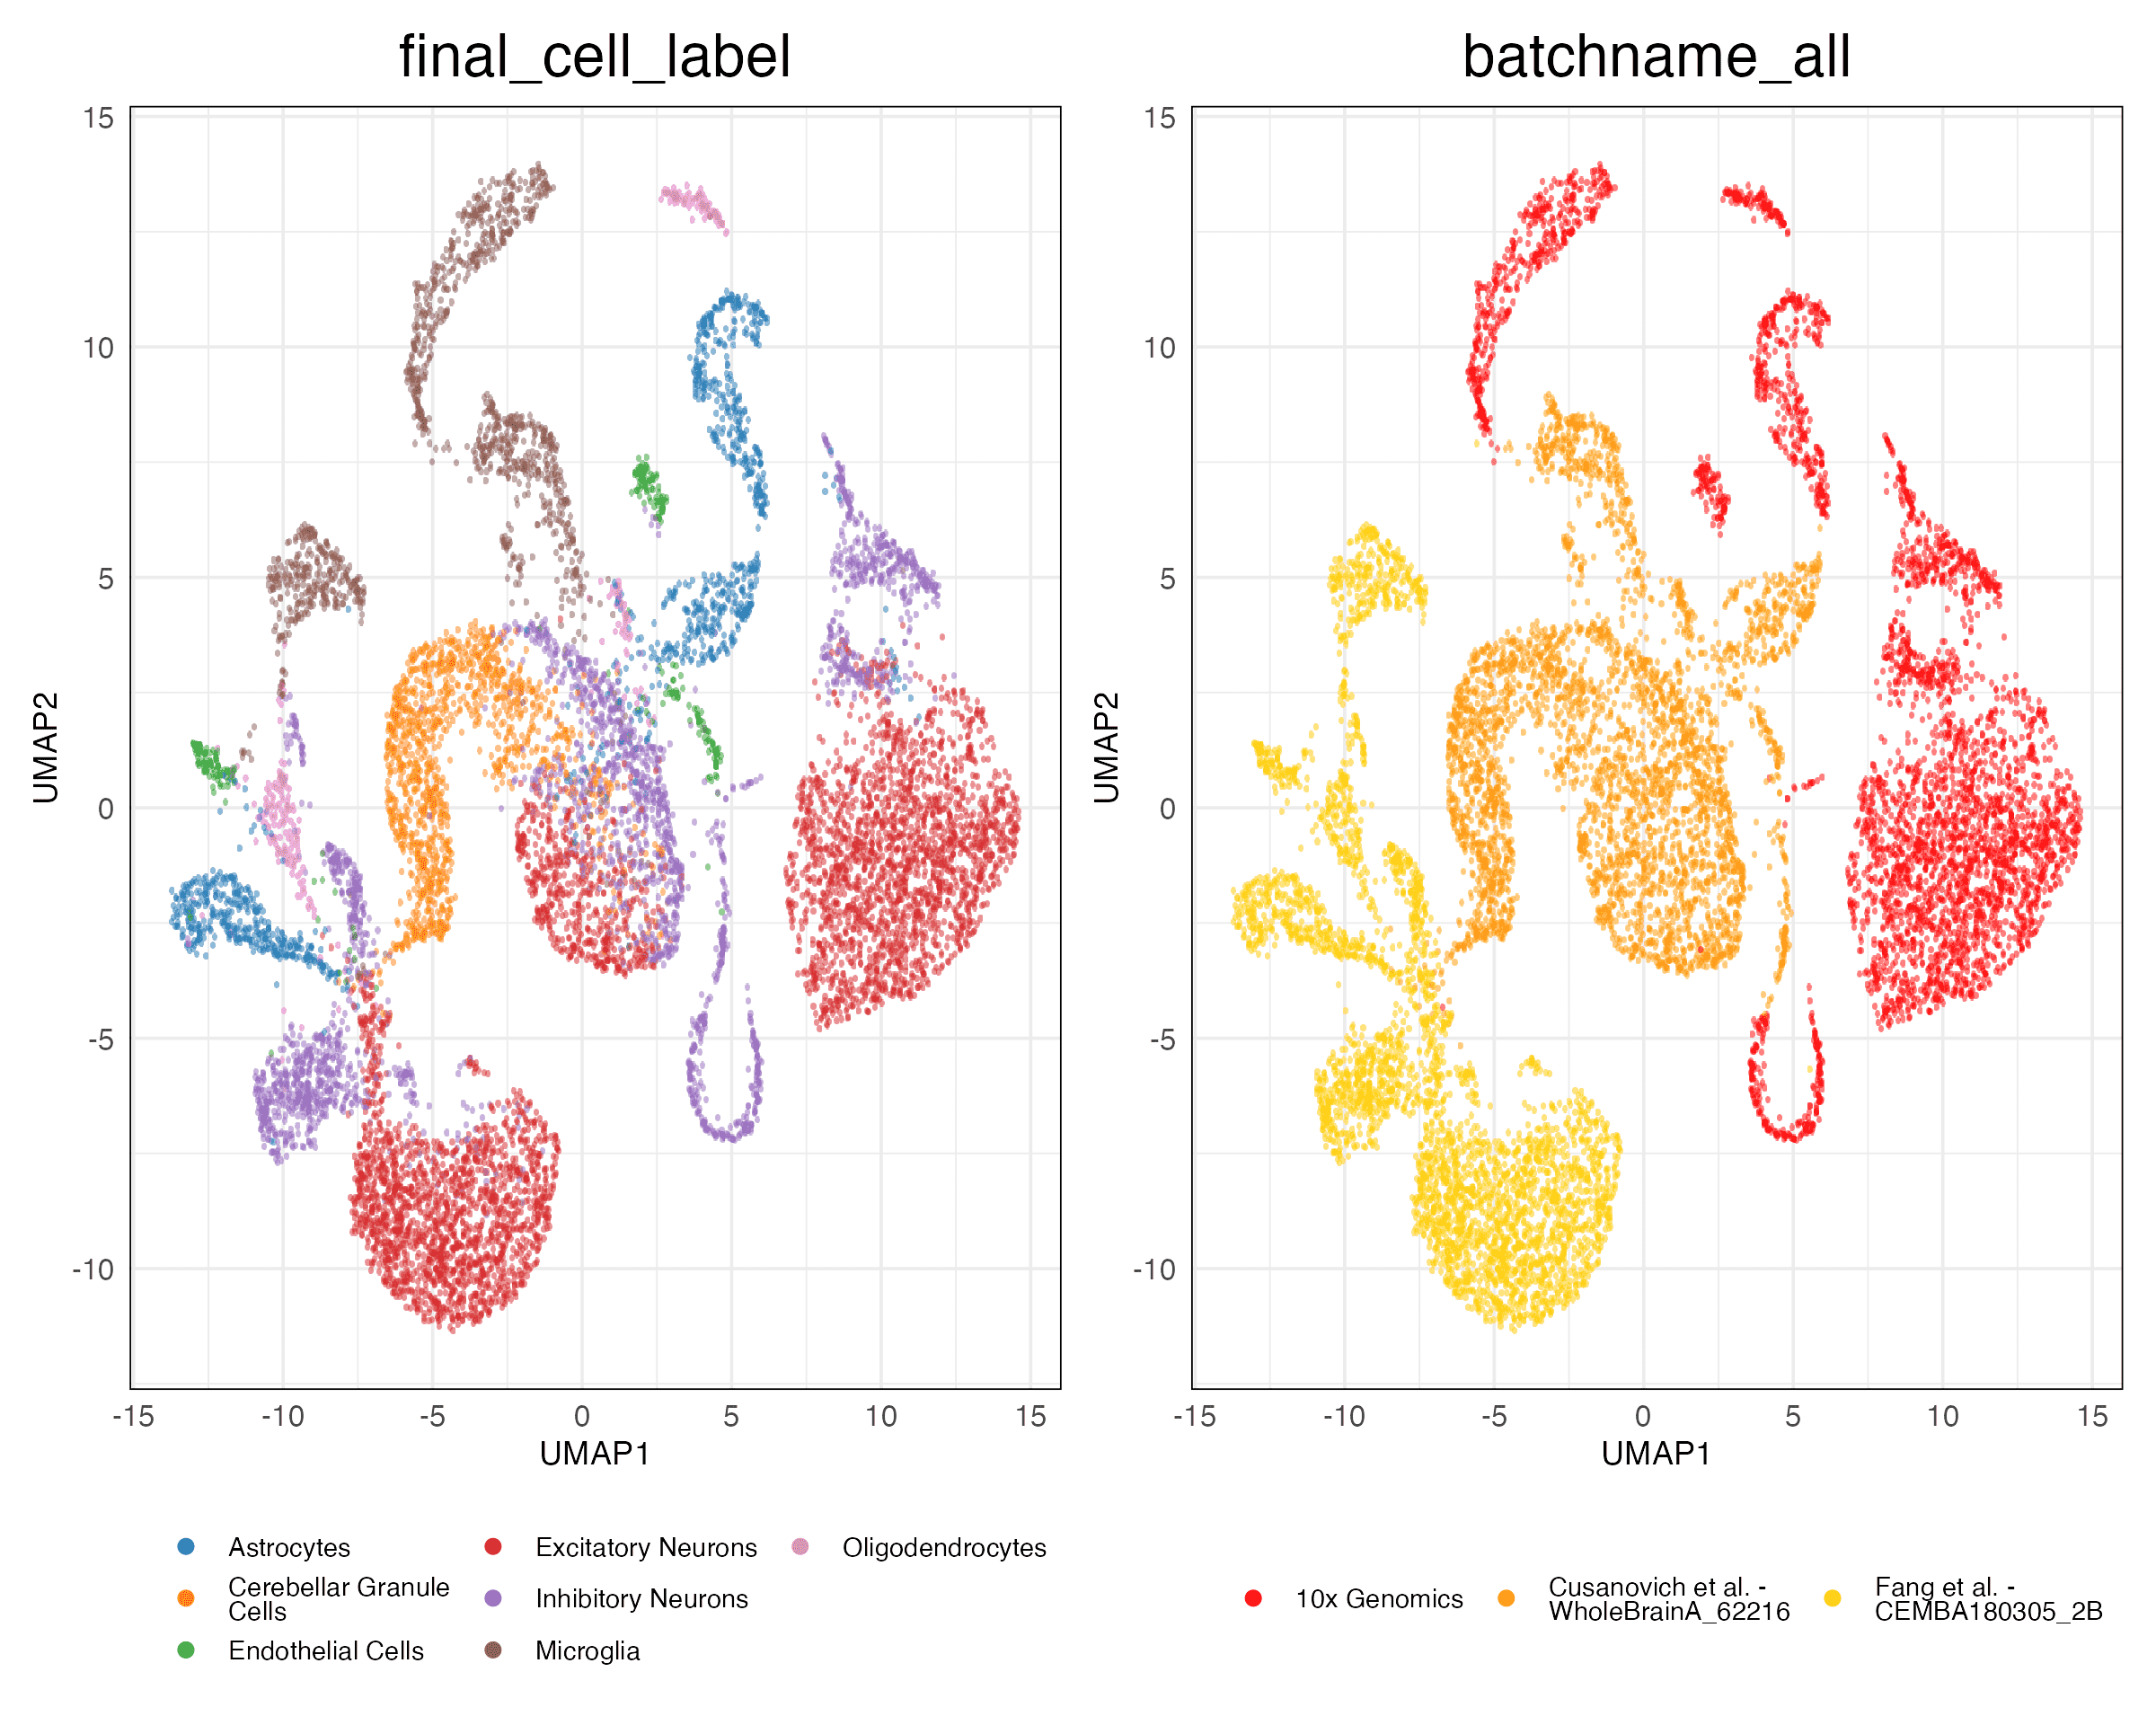 final_cell_label
batchname_all
15
10
5
0
-5
-10
UMAP2
-15
-10
-5
0
5
10
15
UMAP1
15
10
5
0
-5
-10
UMAP2
-15
-10
-5
0
5
10
15
UMAP1
Astrocytes
Cerebellar Granule
Cells
Endothelial Cells
Excitatory Neurons
Inhibitory Neurons
Microglia
Oligodendrocytes
10x Genomics
Cusanovich et al. -
WholeBrainA_62216
Fang et al. -
CEMBA180305_2B